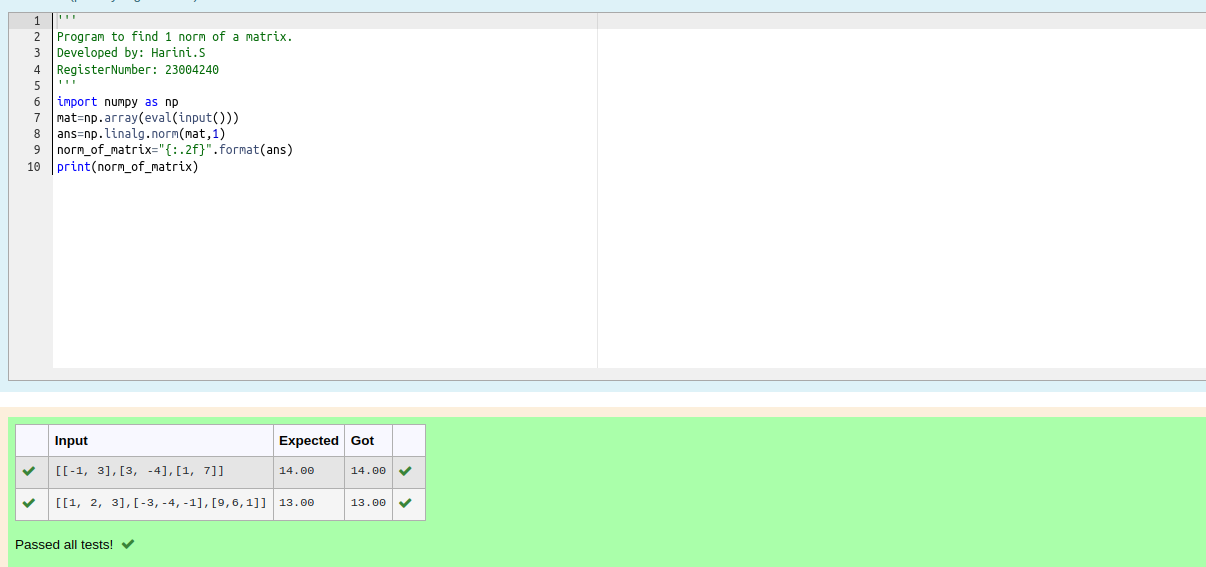 1 '''
2 Program to find 1 norm of a matrix.
3 Developed by: Harini.S
4 RegisterNumber: 23004240
5 '''
6 import numpy as np
7 mat=np.array(eval(input()))
8 ans=np.linalg.norm(mat,1)
9 norm_of_matrix="{:.2f}".format(ans)
10 print(norm_of_matrix)
Input Expected Got
[[-1, 3],[3, -4],[1, 7]] 14.00 14.00
[[1, 2, 3],[-3,-4,-1],[9,6,1]] 13.00 13.00
Passed all tests!